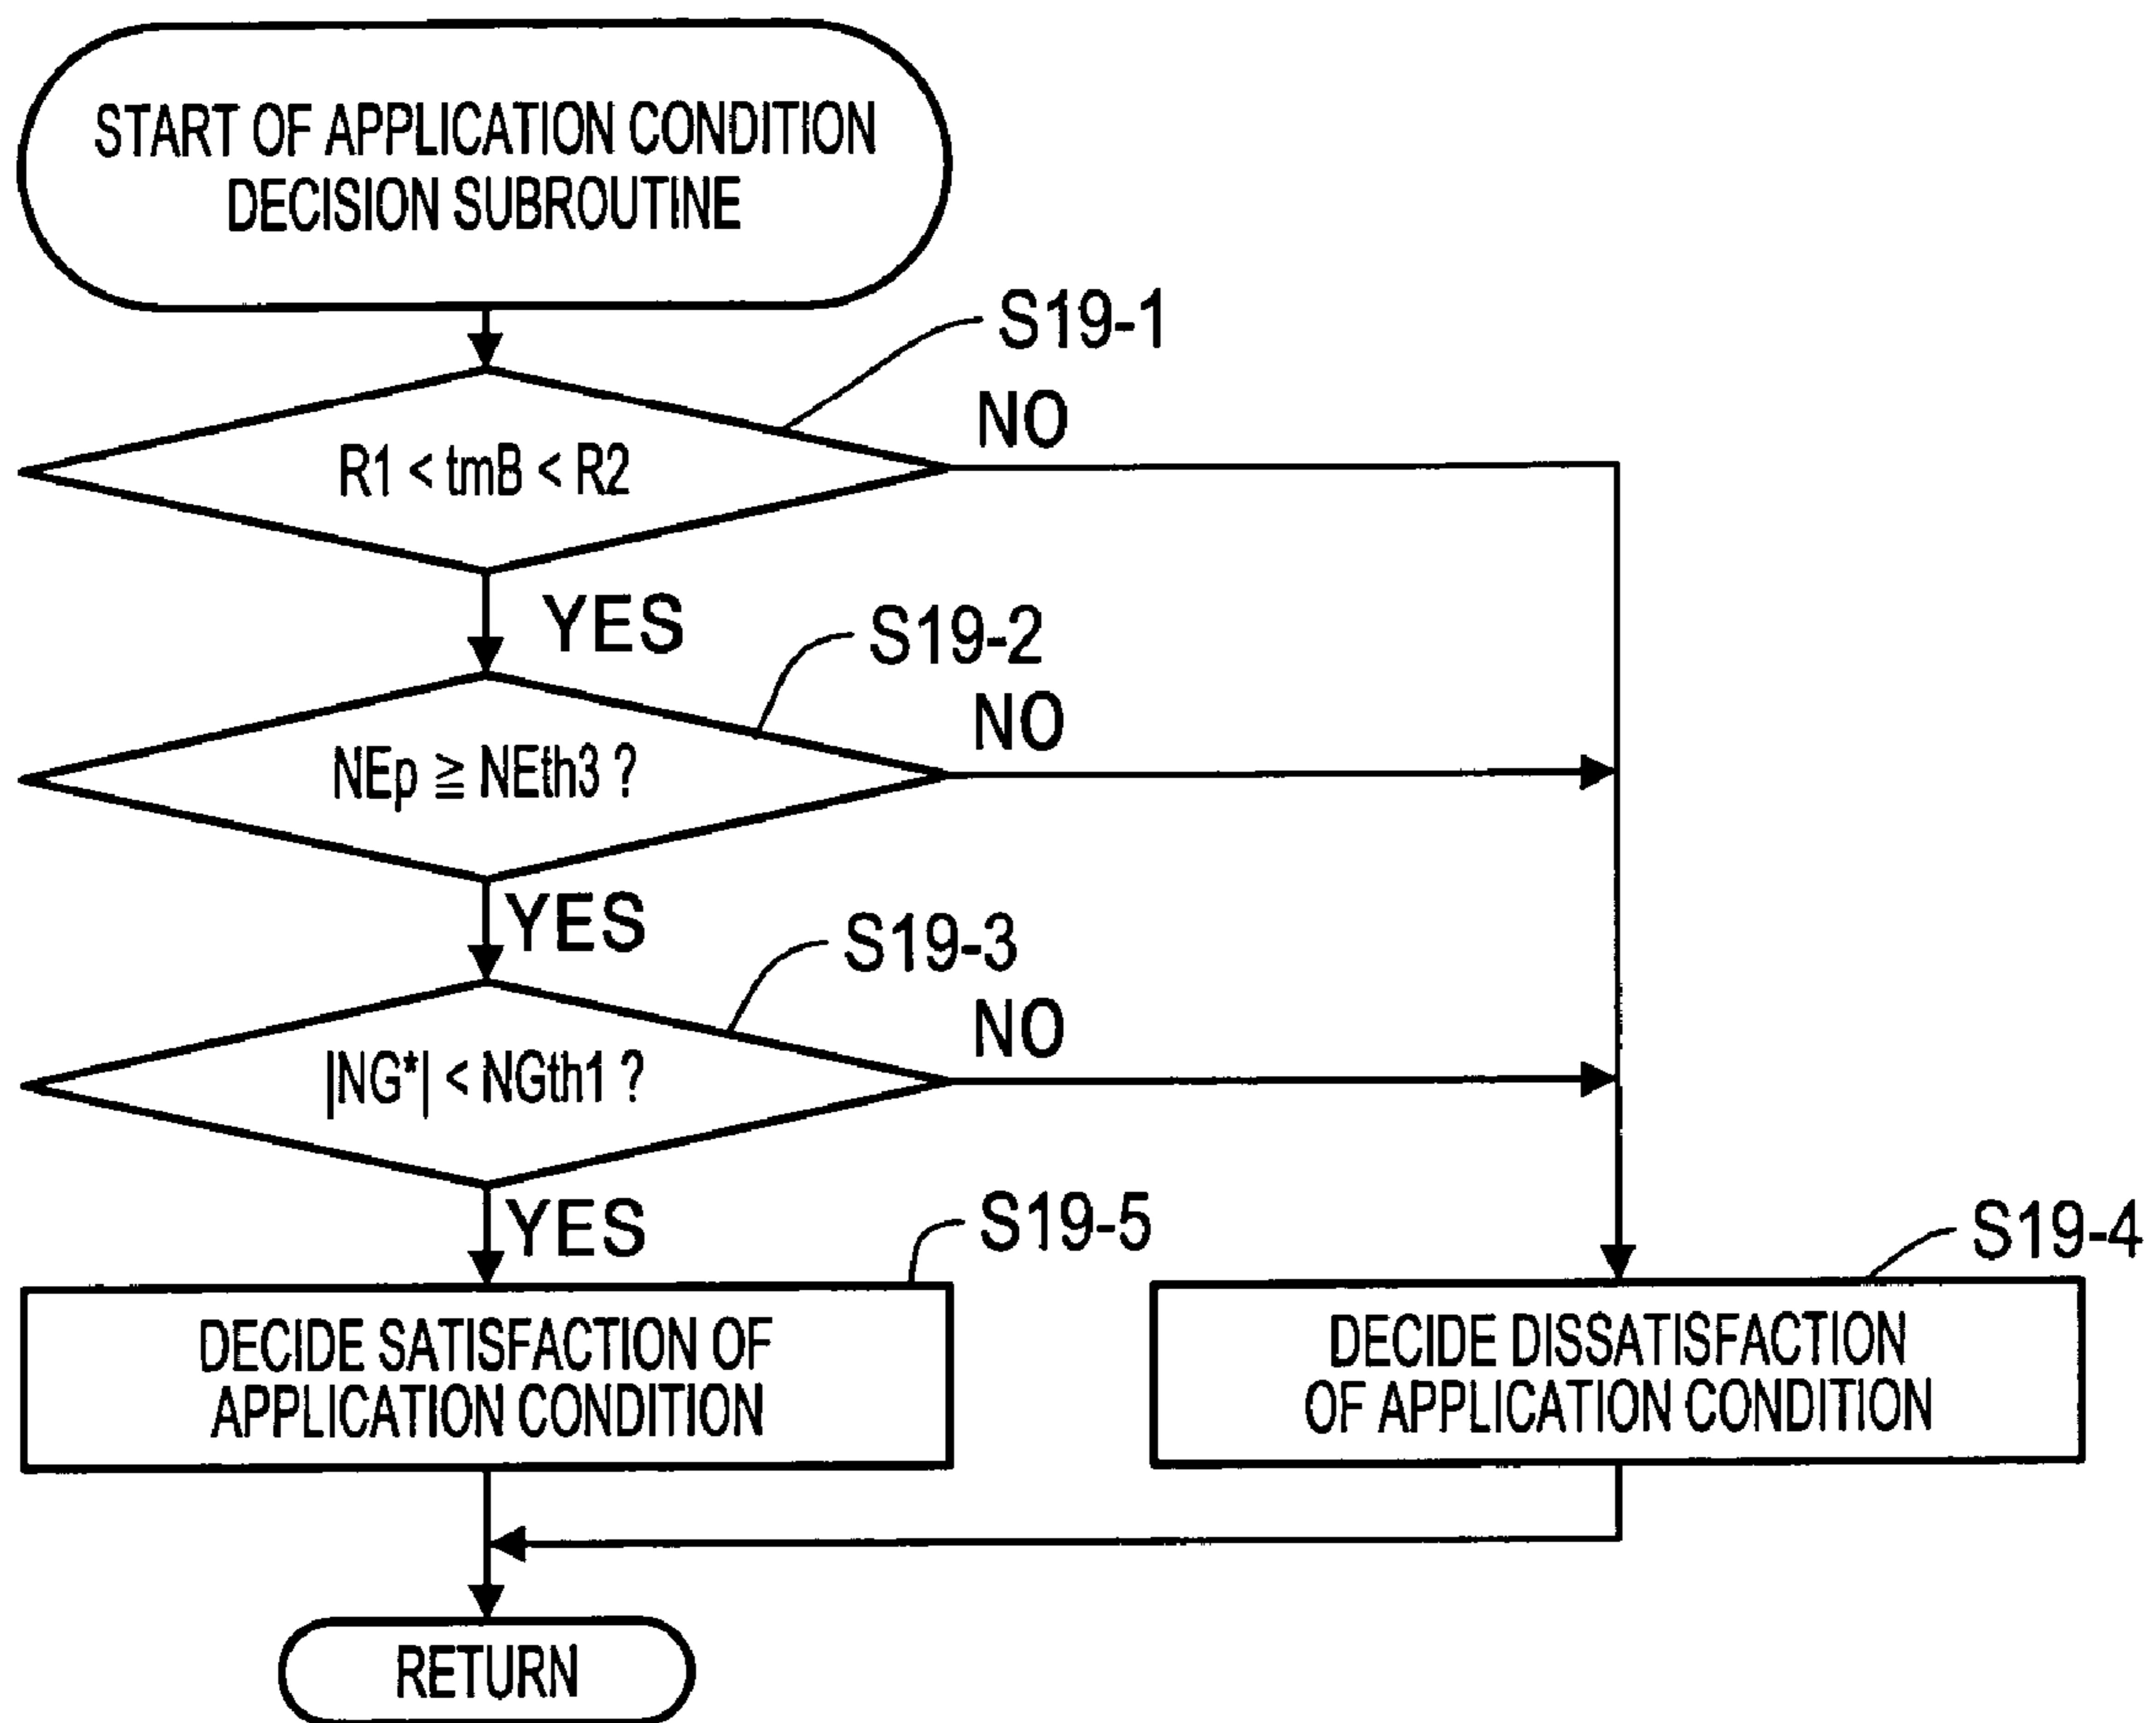 START OF APPLICATION CONDITION
DECISION SUBROUTINE
S19-1
NO
R1 < tmB < R2
YES
S19-2
NO
NEp ≧ NEth3 ?
YES
S19-3
NO
|NG*| < NGth1 ?
YES
S19-5
S19-4
DECIDE SATISFACTION OF
APPLICATION CONDITION
DECIDE DISSATISFACTION
OF APPLICATION CONDITION
RETURN